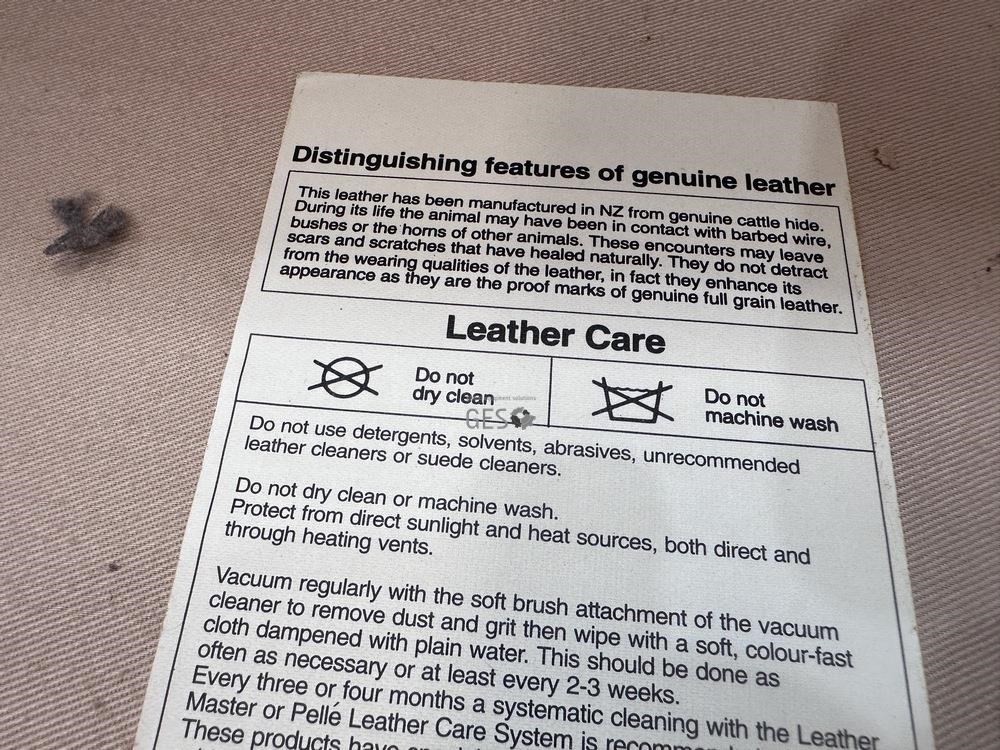 Distinguishing features of genuine leather
This leather has been manufactured in NZ from genuine cattle hide.
During its life the animal may have been in contact with barbed wire,
bushes or the horns of other animals. These encounters may leave
scars and scratches that have healed naturally. They do not detract
from the wearing qualities of the leather, in fact they enhance its
appearance as they are the proof marks of genuine full grain leather.
Leather Care
Do not
dry clean
Do not
machine wash
GES
Do not use detergents, solvents, abrasives, unrecommended
leather cleaners or suede cleaners.
Do not dry clean or machine wash.
Protect from direct sunlight and heat sources, both direct and
through heating vents.
Vacuum regularly with the soft brush attachment of the vacuum
cleaner to remove dust and grit then wipe with a soft, colour-fast
cloth dampened with plain water. This should be done as
often as necessary or at least every 2-3 weeks.
Every three or four months a systematic cleaning with the Leather
Master or Pellé Leather Care System is
These products have